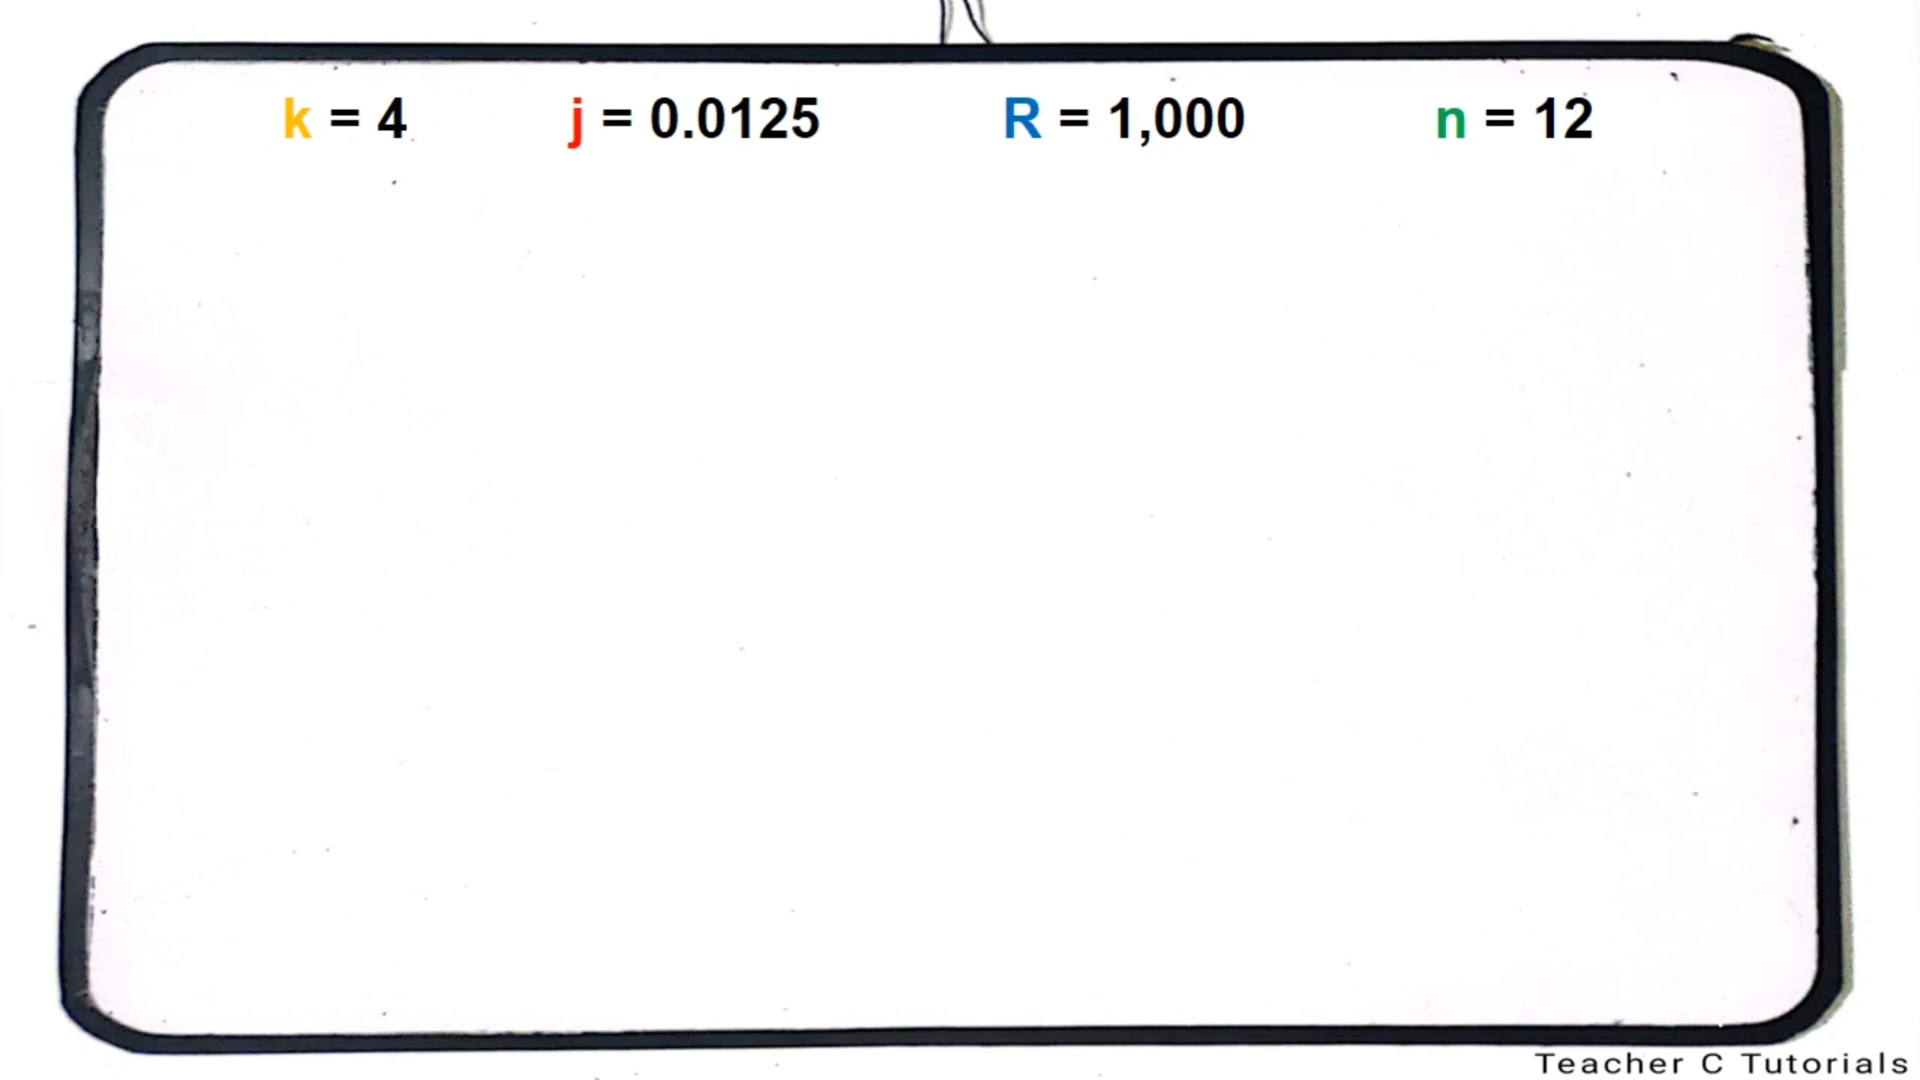 k = 4 j = 0.0125 R = 1,000 n = 12
Teacher C Tutorials